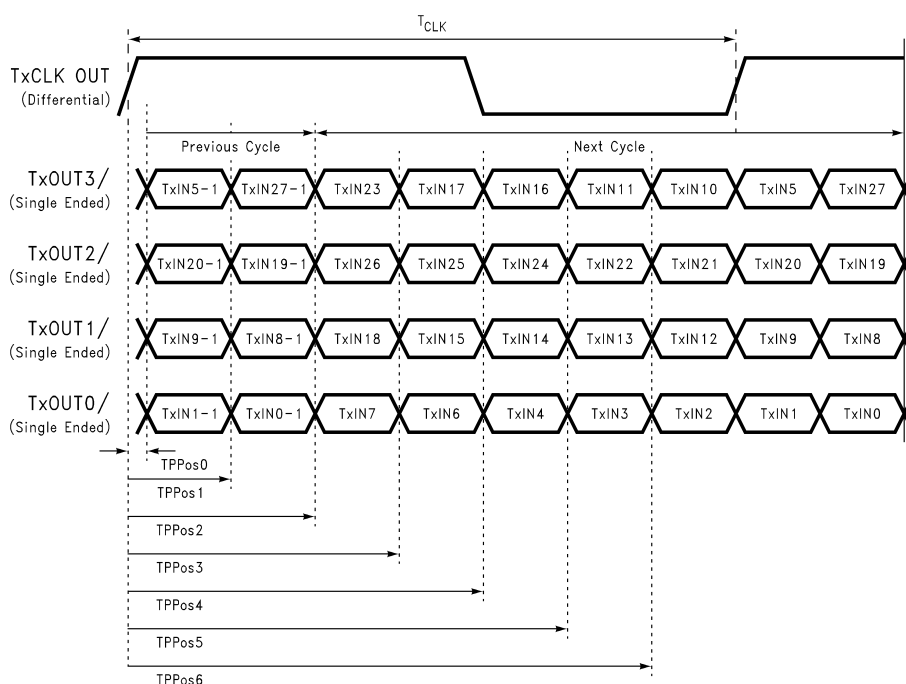 TCLK
TxCLK OUT
(Differential)
Previous Cycle Next Cycle
TxOUT3/
(Single Ended)
TxIN5-1 TxIN27-1 TxIN23 TxIN17 TxIN16 TxIN11 TxIN10 TxIN5 TxIN27
TxOUT2/
(Single Ended)
TxIN20-1 TxIN19-1 TxIN26 TxIN25 TxIN24 TxIN22 TxIN21 TxIN20 TxIN19
TxOUT1/
(Single Ended)
TxIN9-1 TxIN8-1 TxIN18 TxIN15 TxIN14 TxIN13 TxIN12 TxIN9 TxIN8
TxOUT0/
(Single Ended)
TxIN1-1 TxIN0-1 TxIN7 TxIN6 TxIN4 TxIN3 TxIN2 TxIN1 TxIN0
TPPos0
TPPos1
TPPos2
TPPos3
TPPos4
TPPos5
TPPos6